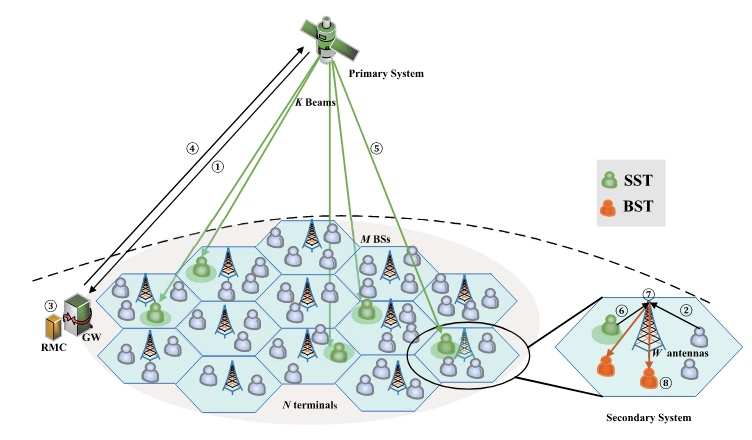 Primary System
K Beams
④
①
⑤
SST
BST
M BSs
③
RMC
GW
⑦
⑥
②
W antennas
⑧
N terminals
Secondary System